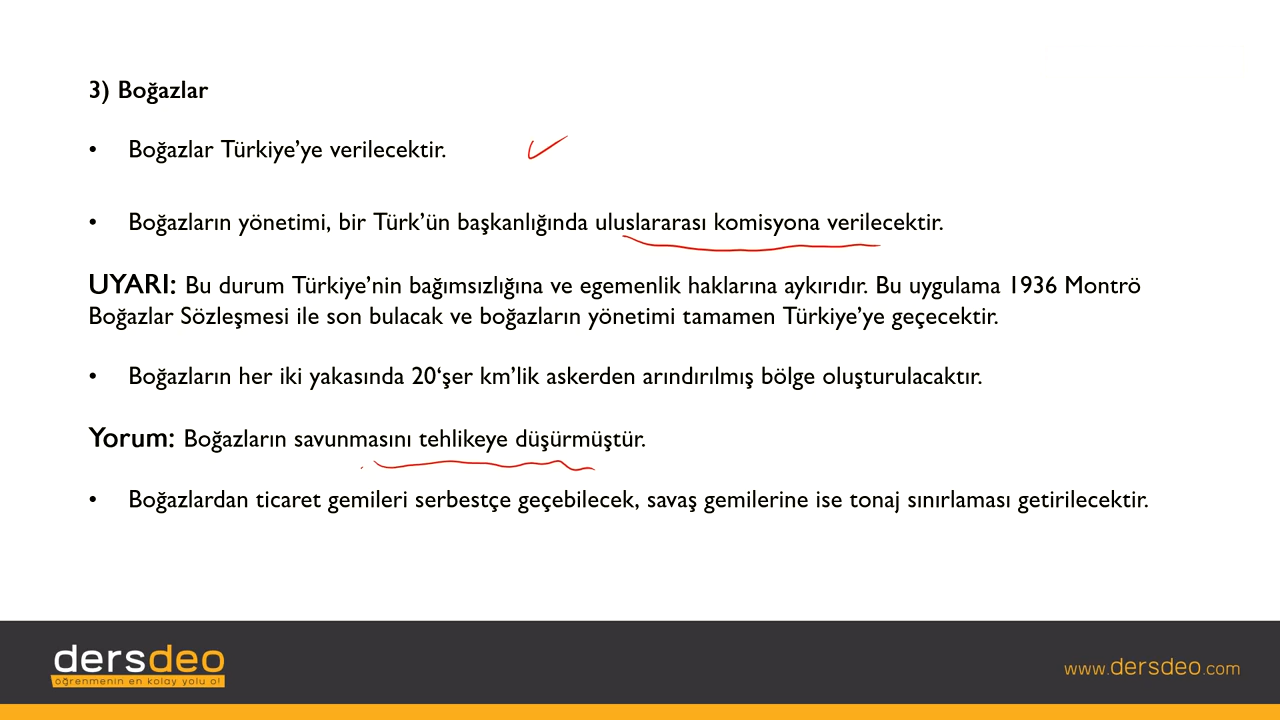 3) Boğazlar
• Boğazlar Türkiye’ye verilecektir.
• Boğazların yönetimi, bir Türk’ün başkanlığında uluslararası komisyona verilecektir.
UYARI: Bu durum Türkiye’nin bağımsızlığına ve egemenlik haklarına aykırıdır. Bu uygulama 1936 Montrö
Boğazlar Sözleşmesi ile son bulacak ve boğazların yönetimi tamamen Türkiye’ye geçecektir.
• Boğazların her iki yakasında 20‘şer km’lik askerden arındırılmış bölge oluşturulacaktır.
Yorum: Boğazların savunmasını tehlikeye düşürmüştür.
• Boğazlardan ticaret gemileri serbestçe geçebilecek, savaş gemilerine ise tonaj sınırlaması getirilecektir.
dersdeo
öğrenmenin en kolay yolu o!
www.dersdeo.com